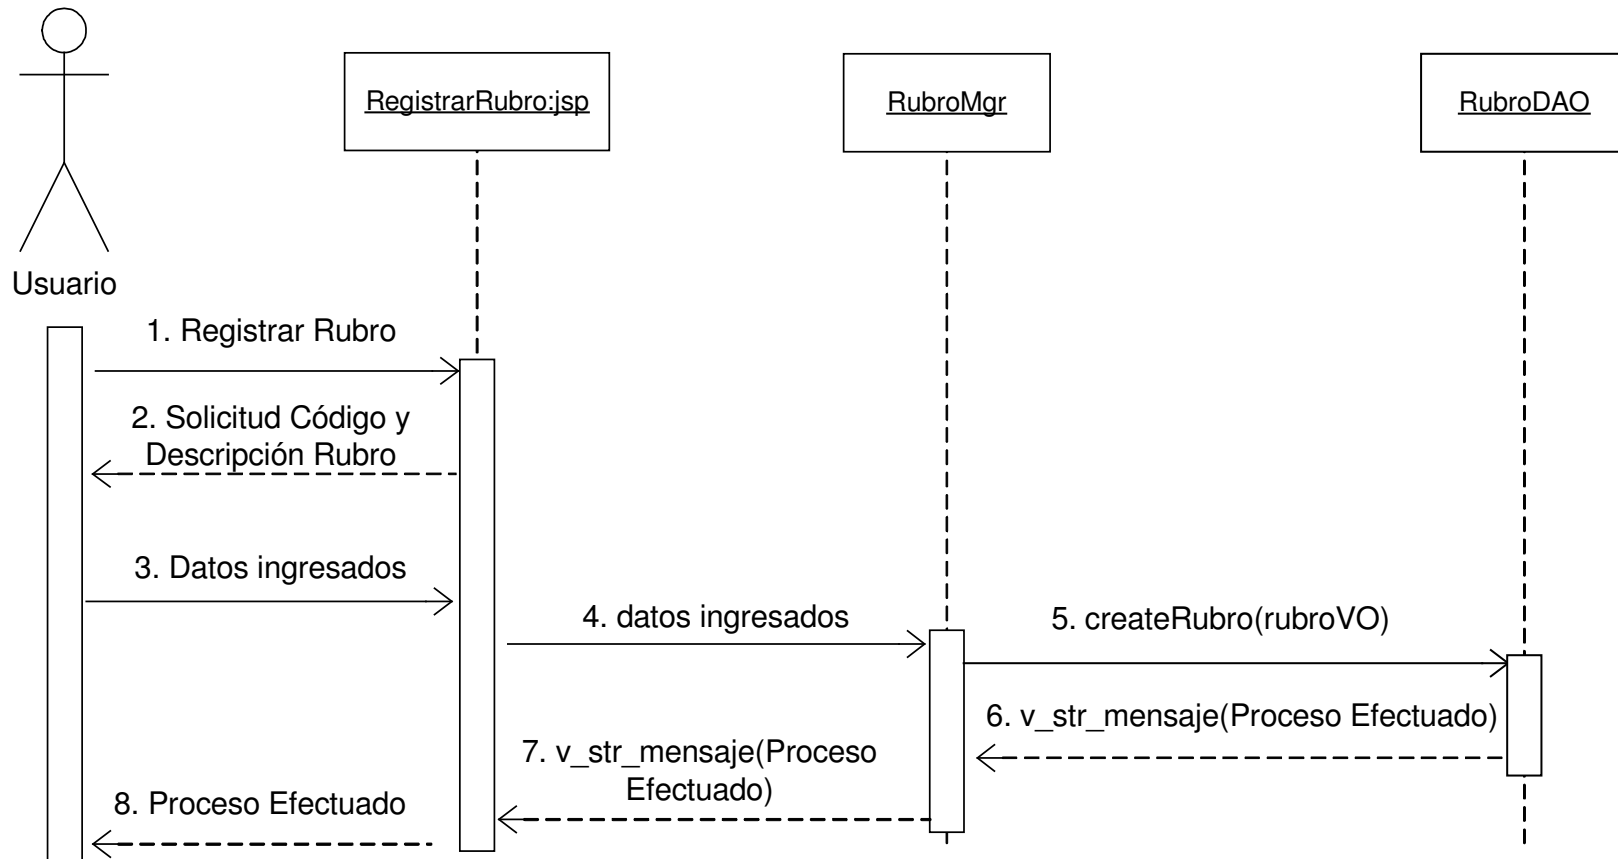 RegistrarRubro:jsp
RubroMgr
RubroDAO
Usuario
1. Registrar Rubro
2. Solicitud Código y
Descripción Rubro
3. Datos ingresados
4. datos ingresados
5. createRubro(rubroVO)
6. v_str_mensaje(Proceso Efectuado)
7. v_str_mensaje(Proceso
Efectuado)
8. Proceso Efectuado